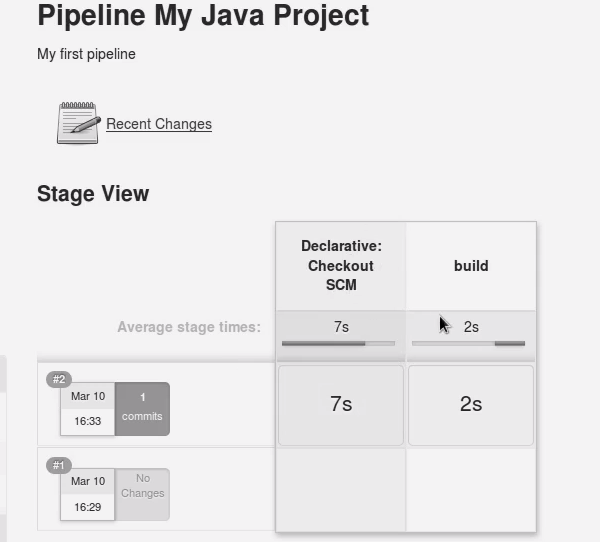 Pipeline My Java Project
My first pipeline
Recent Changes
Stage View
Declarative:
Checkout
SCM
build
Average stage times:
7s
2s
#2
Mar 10
16:33
1
commits
7s
2s
#1
Mar 10
16:29
No
Changes